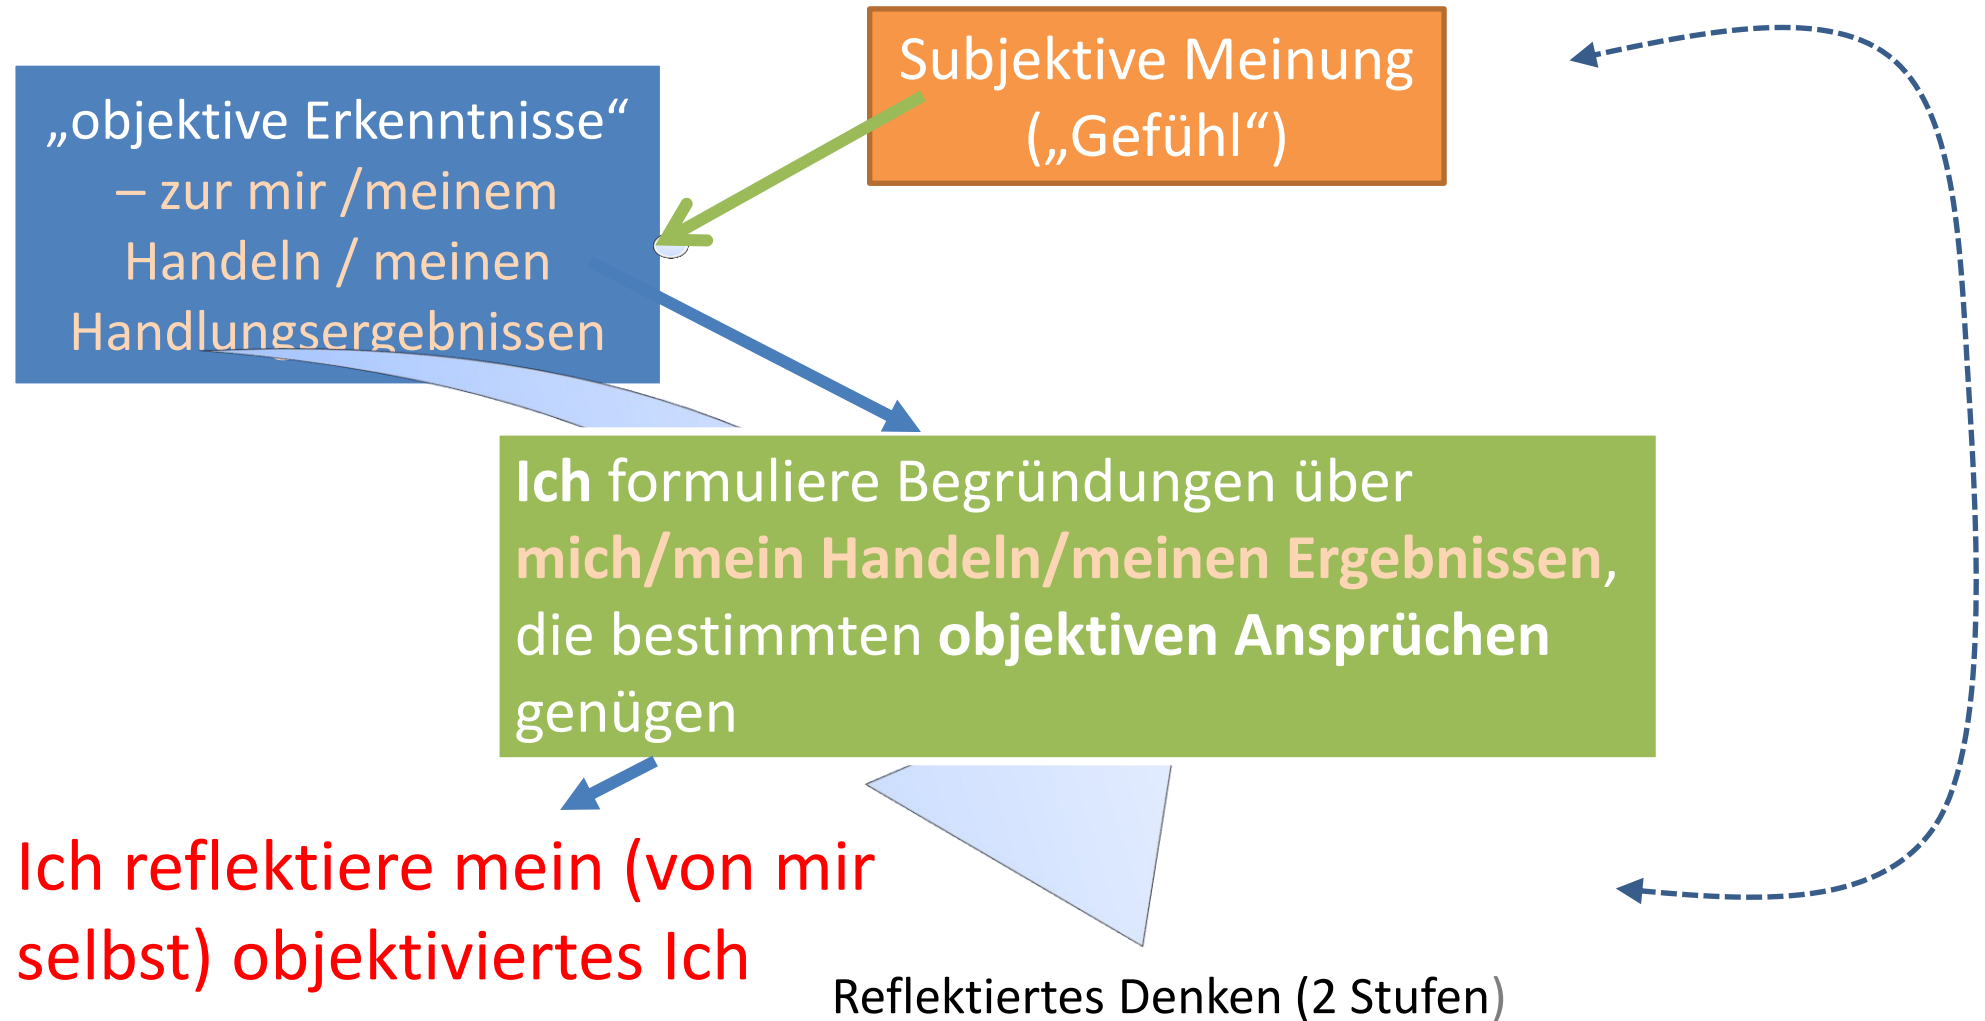 Subjektive Meinung
(„Gefühl“)
„objektive Erkenntnisse“
– zur mir /meinem
Handeln / meinen
Handlungsergebnissen
Ich formuliere Begründungen über
mich/mein Handeln/meinen Ergebnissen,
die bestimmten objektiven Ansprüchen
genügen
Ich reflektiere mein (von mir
selbst) objektiviertes Ich
Reflektiertes Denken (2 Stufen)